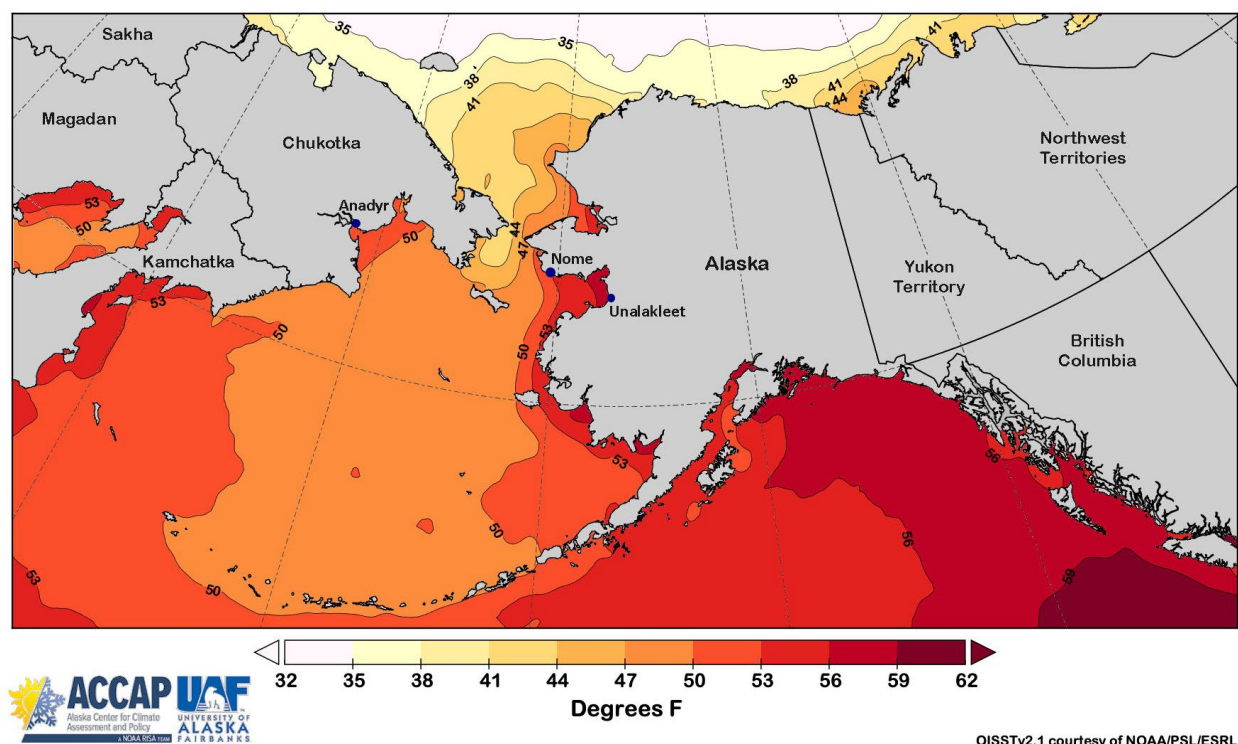 35
41
Sakha
35
38
41
38
41
44
Magadan
Chukotka
Northwest
Territories
53
50
Anadyr
50
44
47
Kamchatka
Nome
Alaska
Yukon
Territory
53
Unalakleet
53
50
50
British
Columbia
53
56
50
56
53
50
59
32 35 38 41 44 47 50 53 56 59 62
Degrees F
ACCAP
Alaska Center for Climate
Assessment and Policy
A NOAA RISA TEAM
UAF
UNIVERSITY OF
ALASKA
FAIRBANKS
OISSTv2.1 courtesy of NOAA/PSL/ESRL